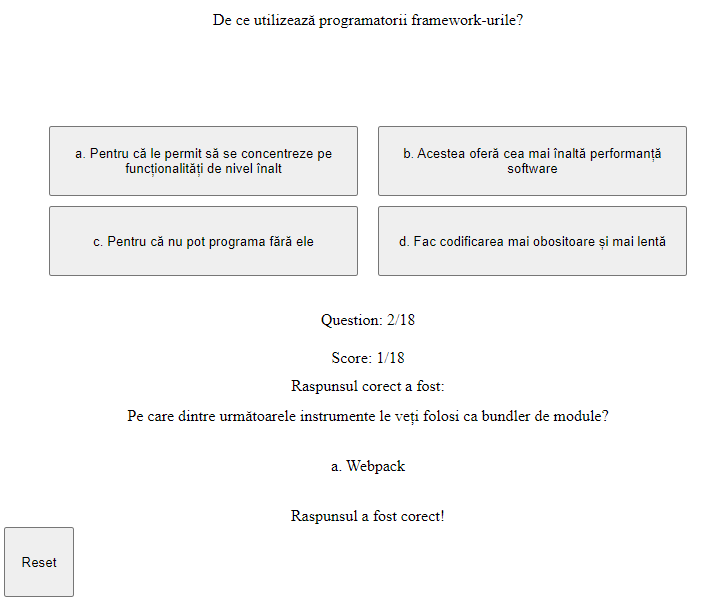 De ce utilizează programatorii framework-urile?
a. Pentru că le permit să se concentreze pe
funcționalități de nivel înalt
b. Acestea oferă cea mai înaltă performanță
software
c. Pentru că nu pot programa fără ele
d. Fac codificarea mai obositoare și mai lentă
Question: 2/18
Score: 1/18
Raspunsul corect a fost:
Pe care dintre următoarele instrumente le veți folosi ca bundler de module?
a. Webpack
Raspunsul a fost corect!
Reset